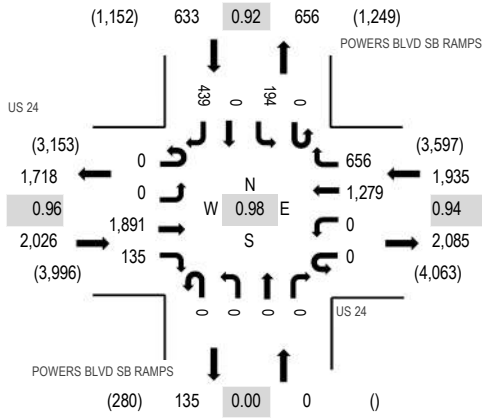 (1,152) 633 0.92 656 (1,249)
POWERS BLVD SB RAMPS
439 0 194 0
US 24
(3,153) 0 656 (3,597)
1,718 0 N 1,279 1,935
0.96 W 0.98 E 0.94
2,026 1,891 S 0 2,085
(3,996) 135 0 (4,063)
0 0 0 0
US 24
POWERS BLVD SB RAMPS
(280) 135 0.00 0 ()